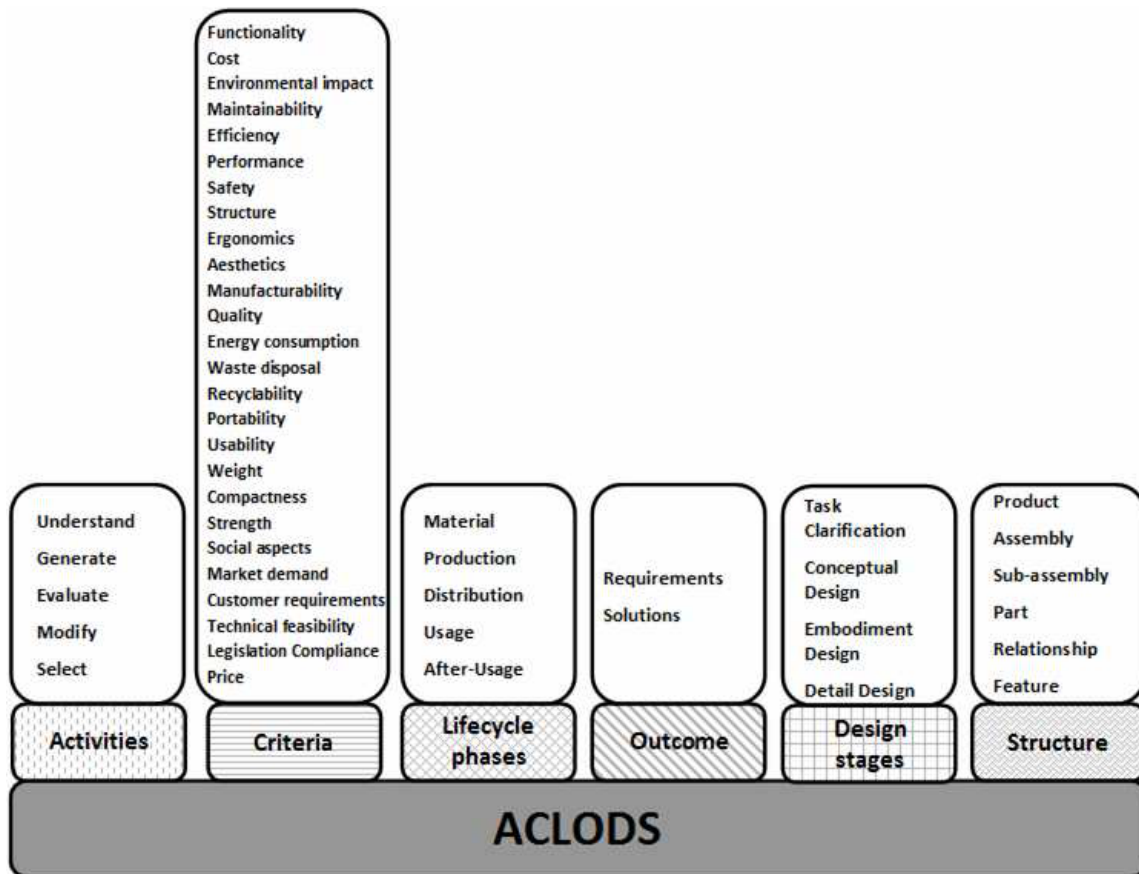 Functionality
Cost
Environmental impact
Maintainability
Efficiency
Performance
Safety
Structure
Ergonomics
Aesthetics
Manufacturability
Quality
Energy consumption
Waste disposal
Recyclability
Portability
Usability
Weight
Compactness
Strength
Social aspects
Market demand
Customer requirements
Technical feasibility
Legislation Compliance
Price
Understand
Generate
Evaluate
Modify
Select
Material
Production
Distribution
Usage
After-Usage
Requirements
Solutions
Task
Clarification
Conceptual
Design
Embodiment
Design
Detail Design
Product
Assembly
Sub-assembly
Part
Relationship
Feature
Activities
Criteria
Lifecycle
phases
Outcome
Design
stages
Structure
ACLODS